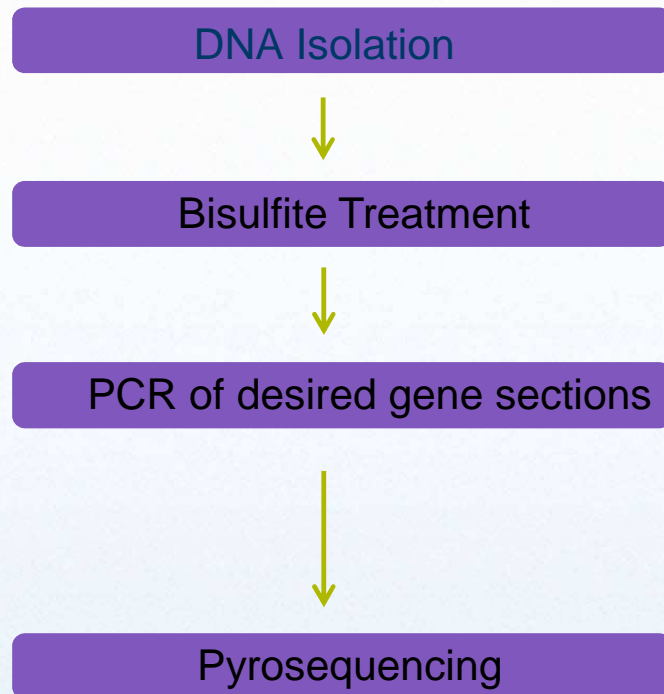 DNA Isolation
Bisulfite Treatment
PCR of desired gene sections
Pyrosequencing